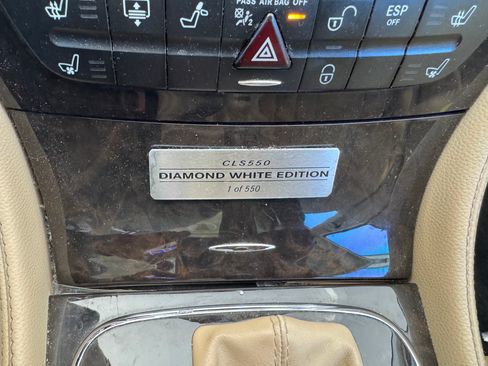 PASS AIR BAG OFF
ESP
OFF
CLS550
DIAMOND WHITE EDITION
1 of 550